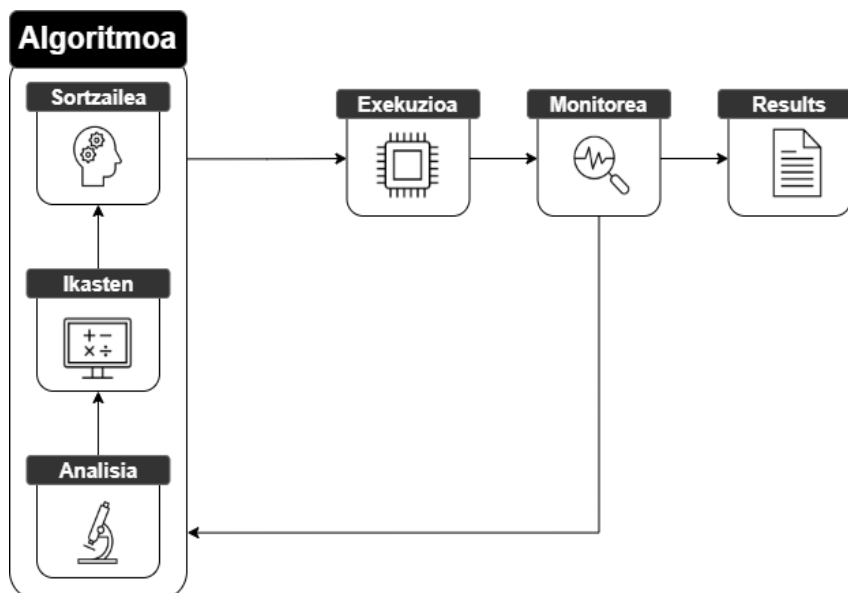 Algoritmoa
Sortzailea
Exekuzioa
Monitorea
Results
Ikasten
Analisia